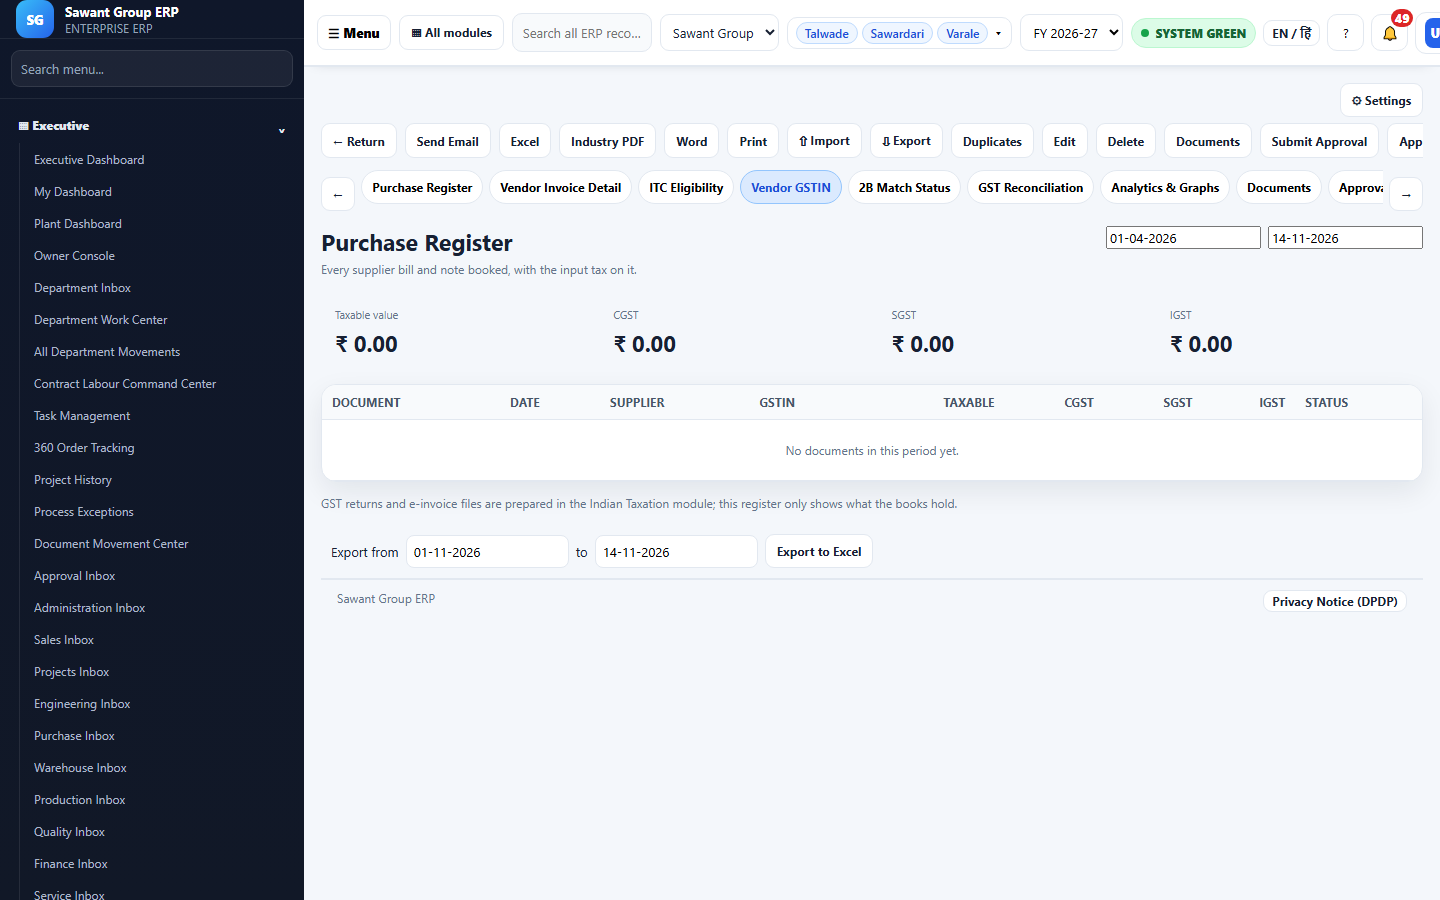 SG
Sawant Group ERP
ENTERPRISE ERP
Search menu...
Executive
Executive Dashboard
My Dashboard
Plant Dashboard
Owner Console
Department Inbox
Department Work Center
All Department Movements
Contract Labour Command Center
Task Management
360 Order Tracking
Project History
Process Exceptions
Document Movement Center
Approval Inbox
Administration Inbox
Sales Inbox
Projects Inbox
Engineering Inbox
Purchase Inbox
Warehouse Inbox
Production Inbox
Quality Inbox
Finance Inbox
Service Inbox
☰ Menu
All modules
Search all ERP reco...
Sawant Group
Talwade
Sawardari
Varale
FY 2026-27
SYSTEM GREEN
EN / हिं
?
49
U
⚙ Settings
← Return
Send Email
Excel
Industry PDF
Word
Print
⇧ Import
⇩ Export
Duplicates
Edit
Delete
Documents
Submit Approval
App
←
Purchase Register
Vendor Invoice Detail
ITC Eligibility
Vendor GSTIN
2B Match Status
GST Reconciliation
Analytics & Graphs
Documents
Approva
→
Purchase Register
01-04-2026
14-11-2026
Every supplier bill and note booked, with the input tax on it.
Taxable value
₹ 0.00
CGST
₹ 0.00
SGST
₹ 0.00
IGST
₹ 0.00
DOCUMENT DATE SUPPLIER GSTIN TAXABLE CGST SGST IGST STATUS
No documents in this period yet.
GST returns and e-invoice files are prepared in the Indian Taxation module; this register only shows what the books hold.
Export from 01-11-2026 to 14-11-2026 Export to Excel
Sawant Group ERP
Privacy Notice (DPDP)